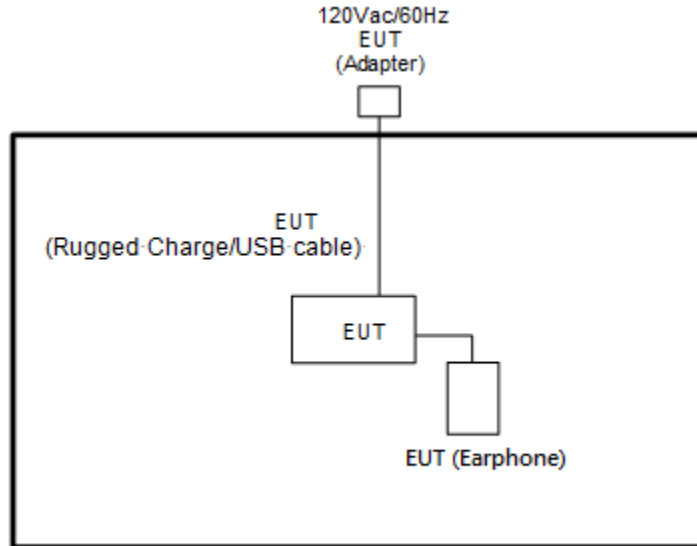 120Vac/60Hz
EUT
(Adapter)
EUT
(Rugged Charge/USB cable)
EUT
EUT (Earphone)